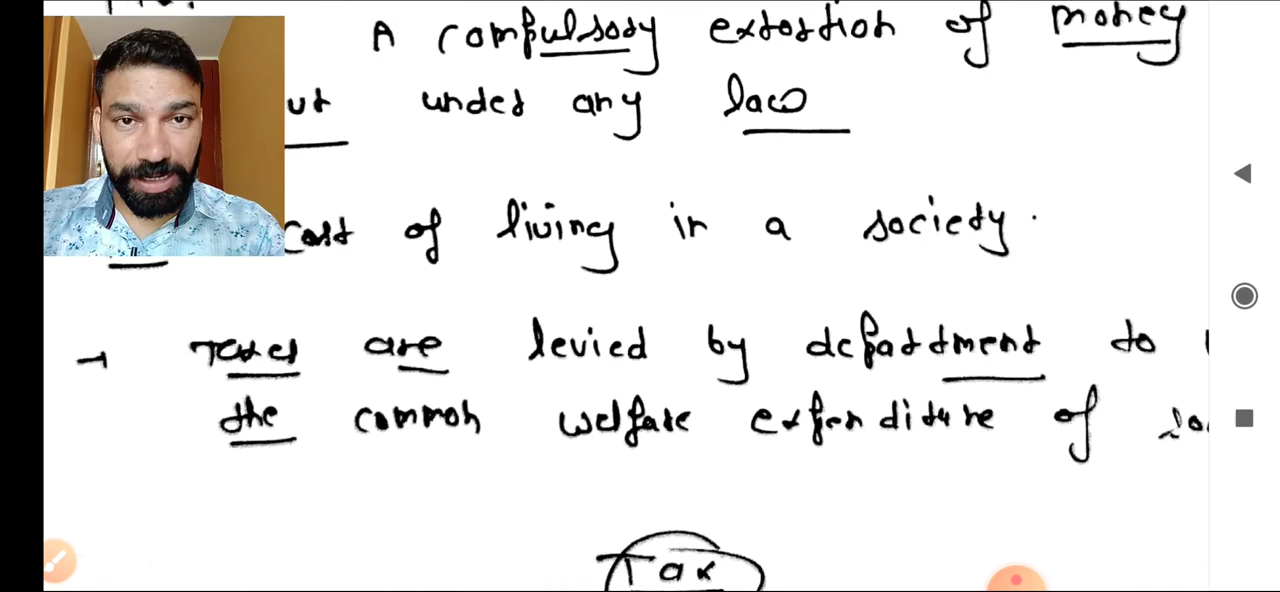 A compulsory extortion of money
ut under any law
cost of living in a society.
→ Taxes are levied by department to
the common welfare expenditure of
Tax